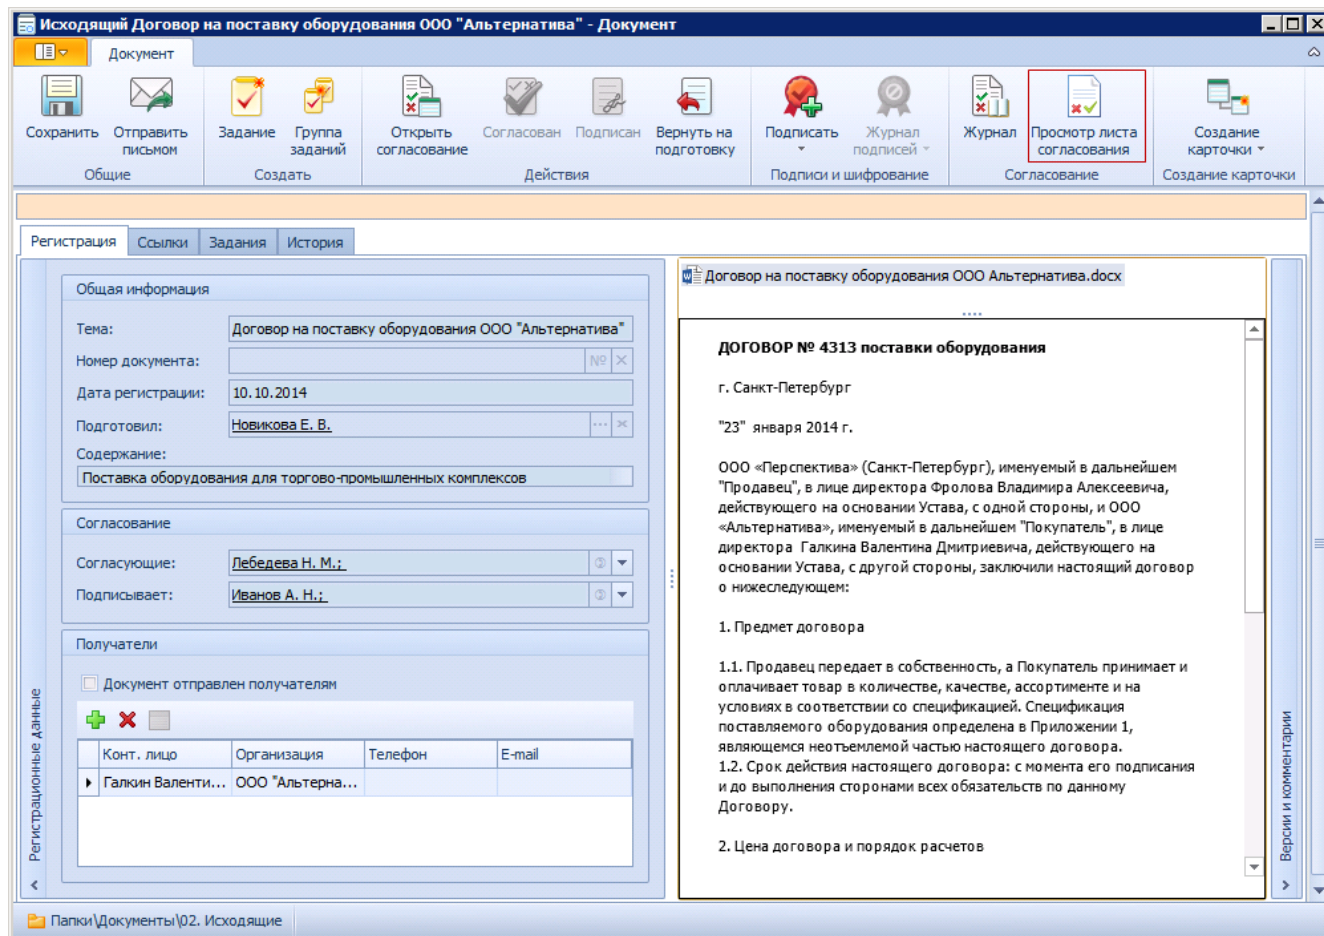 Исходящий Договор на поставку оборудования ООО "Альтернатива" - Документ
Документ
Сохранить
Отправить
письмом
Общие
Задание
Группа
заданий
Создать
Открыть
согласование
Согласован
Подписан
Вернуть на
подготовку
Действия
Подписать
Журнал
подписей
Подписи и шифрование
Журнал
Просмотр листа
согласования
Согласование
Создание
карточки
Создание карточки
Регистрация
Ссылки
Задания
История
Регистрационные данные
Общая информация
Тема:
Договор на поставку оборудования ООО "Альтернатива"
Номер документа:
№
Дата регистрации:
10.10.2014
Подготовил:
Новикова Е. В.
...
Содержание:
Поставка оборудования для торгово-промышленных комплексов
Согласование
Согласующие:
Лебедева Н. М.;
Подписывает:
Иванов А. Н.;
Получатели
Документ отправлен получателям
Конт. лицо Организация Телефон E-mail
Галкин Валенти... ООО "Альтерна...
Договор на поставку оборудования ООО Альтернатива.docx
ДОГОВОР № 4313 поставки оборудования
г. Санкт-Петербург
"23" января 2014 г.
ООО «Перспектива» (Санкт-Петербург), именуемый в дальнейшем
"Продавец", в лице директора Фролова Владимира Алексеевича,
действующего на основании Устава, с одной стороны, и ООО
«Альтернатива», именуемый в дальнейшем "Покупатель", в лице
директора Галкина Валентина Дмитриевича, действующего на
основании Устава, с другой стороны, заключили настоящий договор
о нижеследующем:
1. Предмет договора
1.1. Продавец передает в собственность, а Покупатель принимает и
оплачивает товар в количестве, качестве, ассортименте и на
условиях в соответствии со спецификацией. Спецификация
поставляемого оборудования определена в Приложении 1,
являющемся неотъемлемой частью настоящего договора.
1.2. Срок действия настоящего договора: с момента его подписания
и до выполнения сторонами всех обязательств по данному
Договору.
2. Цена договора и порядок расчетов
Версии и комментарии
Папки\Документы\02. Исходящие